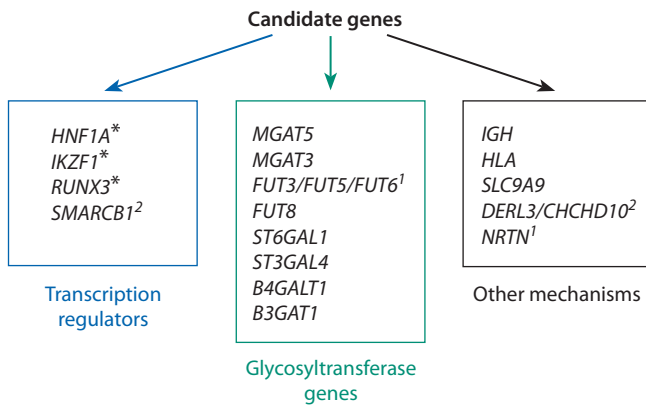 Candidate genes
HNF1A*
IKZF1*
RUNX3*
SMARCB1²
Transcription
regulators
MGAT5
MGAT3
FUT3/FUT5/FUT6¹
FUT8
ST6GAL1
ST3GAL4
B4GALT1
B3GAT1
Glycosyltransferase
genes
IGH
HLA
SLC9A9
DERL3/CHCHD10²
NRTN¹
Other mechanisms